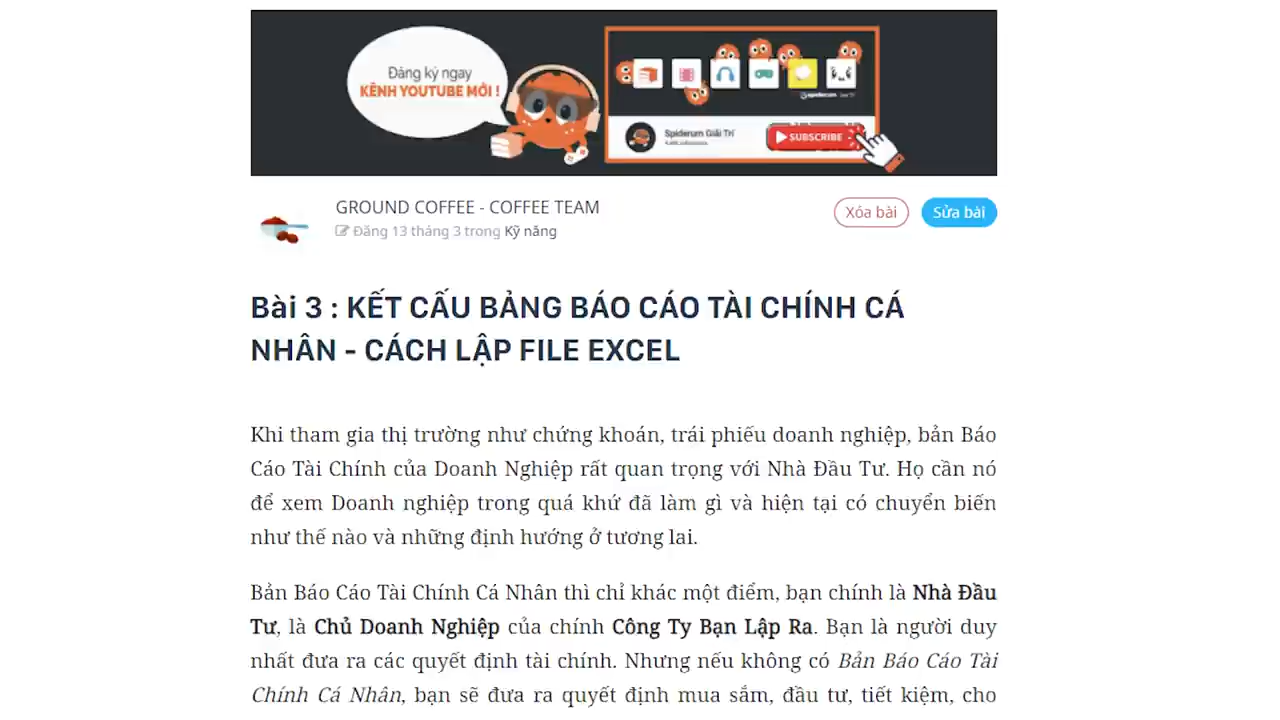 Đăng ký ngay
KÊNH YOUTUBE MỚI !
Spiderum Giải Trí
SUBSCRIBE
GROUND COFFEE - COFFEE TEAM
Đăng 13 tháng 3 trong Kỹ năng
Xóa bài
Sửa bài
Bài 3 : KẾT CẤU BẢNG BÁO CÁO TÀI CHÍNH CÁ
NHÂN - CÁCH LẬP FILE EXCEL
Khi tham gia thị trường như chứng khoán, trái phiếu doanh nghiệp, bản Báo
Cáo Tài Chính của Doanh Nghiệp rất quan trọng với Nhà Đầu Tư. Họ cần nó
để xem Doanh nghiệp trong quá khứ đã làm gì và hiện tại có chuyển biến
như thế nào và những định hướng ở tương lai.
Bản Báo Cáo Tài Chính Cá Nhân thì chỉ khác một điểm, bạn chính là Nhà Đầu
Tư, là Chủ Doanh Nghiệp của chính Công Ty Bạn Lập Ra. Bạn là người duy
nhất đưa ra các quyết định tài chính. Nhưng nếu không có Bản Báo Cáo Tài
Chính Cá Nhân, bạn sẽ đưa ra quyết định mua sắm, đầu tư, tiết kiệm, cho